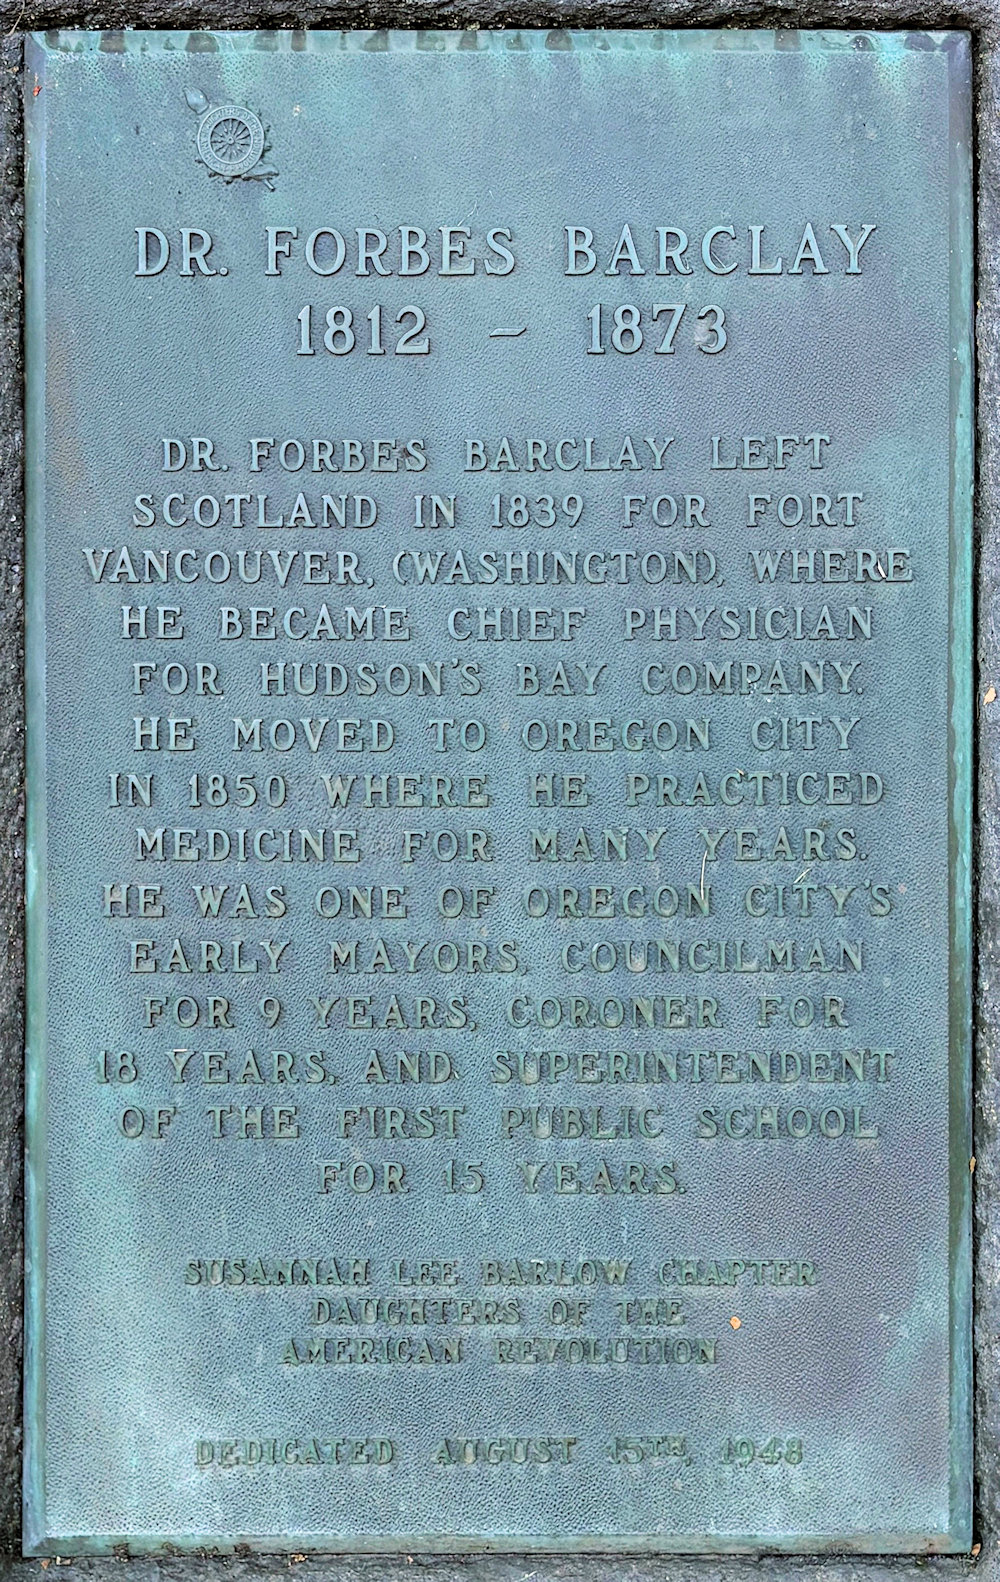 DR. FORBES BARCLAY
1812 - 1873
DR. FORBES BARCLAY LEFT
SCOTLAND IN 1839 FOR FORT
VANCOUVER, (WASHINGTON), WHERE
HE BECAME CHIEF PHYSICIAN
FOR HUDSON'S BAY COMPANY.
HE MOVED TO OREGON CITY
IN 1850 WHERE HE PRACTICED
MEDICINE FOR MANY YEARS.
HE WAS ONE OF OREGON CITY'S
EARLY MAYORS, COUNCILMAN
FOR 9 YEARS, CORONER FOR
18 YEARS, AND SUPERINTENDENT
OF THE FIRST PUBLIC SCHOOL
FOR 15 YEARS.
SUSANNAH LEE BARLOW CHAPTER
DAUGHTERS OF THE
AMERICAN REVOLUTION
DEDICATED AUGUST 15TH, 1948